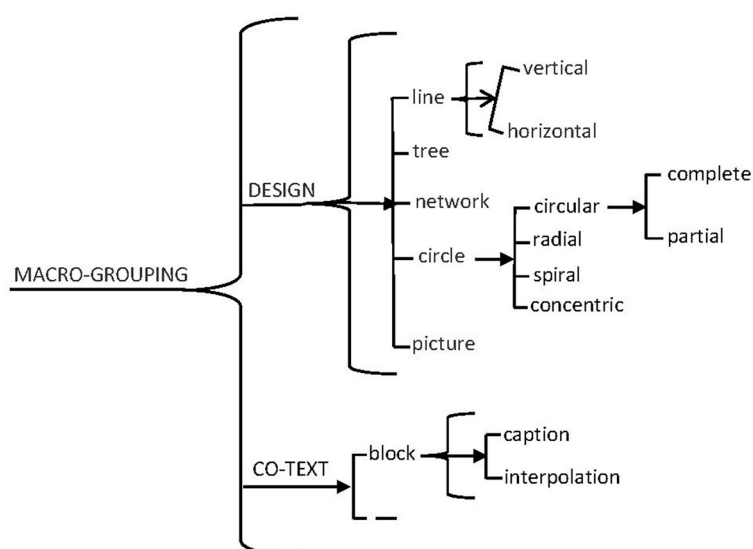 vertical
line
horizontal
tree
complete
DESIGN
network
circular
partial
radial
circle
MACRO-GROUPING
spiral
concentric
picture
caption
block
CO-TEXT
interpolation